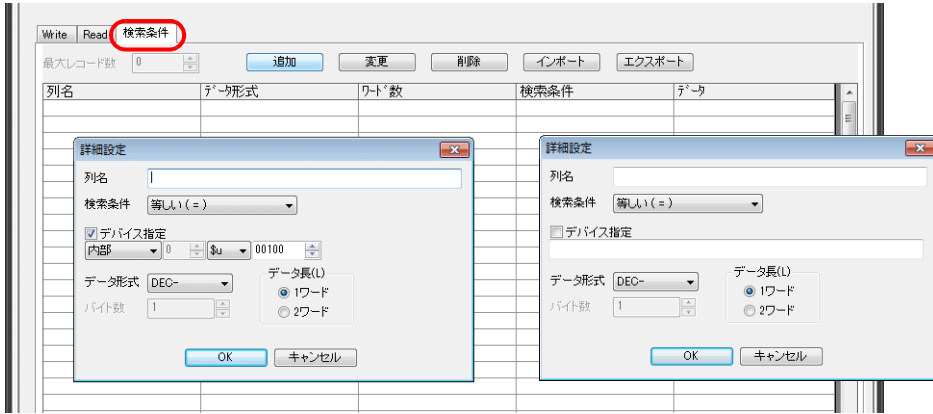 Write Read 検索条件
最大レコード数 0 追加 変更 削除 インポート エクスポート
列名 データ形式 ワード数 検索条件 データ
詳細設定
列名
検索条件 等しい(=)
デバイス指定
内部 0 $u 00100
データ形式 DEC-
データ長(L)
1ワード
2ワード
バイト数 1
OK キャンセル
詳細設定
列名
検索条件 等しい(=)
デバイス指定
データ形式 DEC-
データ長(L)
1ワード
2ワード
バイト数 1
OK キャンセル